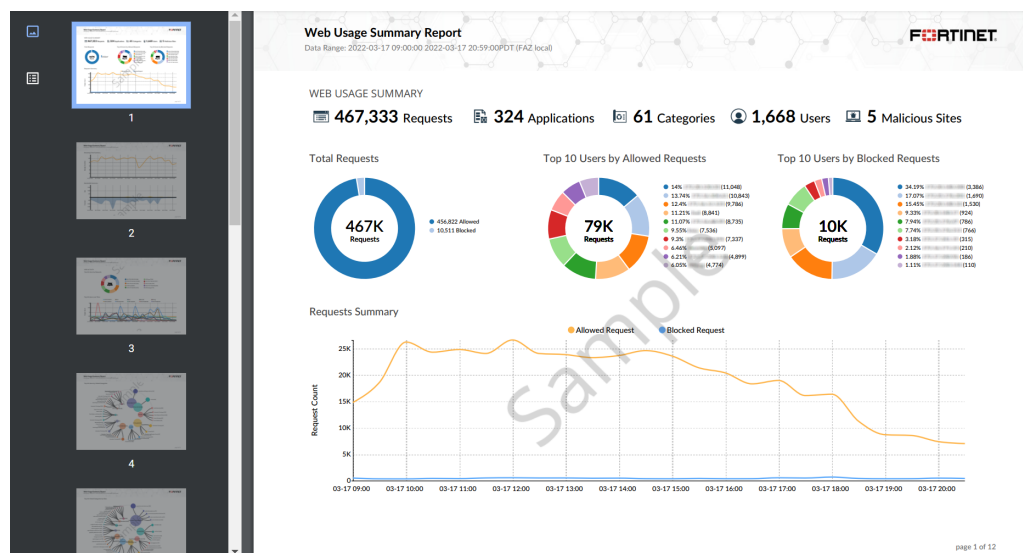 Web Usage Summary Report
Data Range: 2022-03-17 09:00:00 2022-03-17 20:59:00PDT (FAZ local)
FORTINET
WEB USAGE SUMMARY
467,333 Requests
324 Applications
61 Categories
1,668 Users
5 Malicious Sites
Total Requests
467K
Requests
456,822 Allowed
10,511 Blocked
Top 10 Users by Allowed Requests
79K
Requests
14% (11,048)
13.74% (10,843)
12.4% (9,786)
11.21% (8,841)
11.07% (8,735)
9.55% (7,536)
9.3% (7,337)
6.46% (5,097)
6.21% (4,899)
6.05% (4,774)
Top 10 Users by Blocked Requests
10K
Requests
34.19% (3,386)
17.07% (1,690)
15.45% (1,530)
9.33% (924)
7.94% (786)
7.74% (766)
3.18% (315)
2.12% (210)
1.88% (186)
1.11% (110)
Requests Summary
Allowed Request
Blocked Request
Request Count
25K
20K
15K
10K
5K
0
03-17 09:00
03-17 10:00
03-17 11:00
03-17 12:00
03-17 13:00
03-17 14:00
03-17 15:00
03-17 16:00
03-17 17:00
03-17 18:00
03-17 19:00
03-17 20:00
Sample
page 1 of 12
1
2
3
4